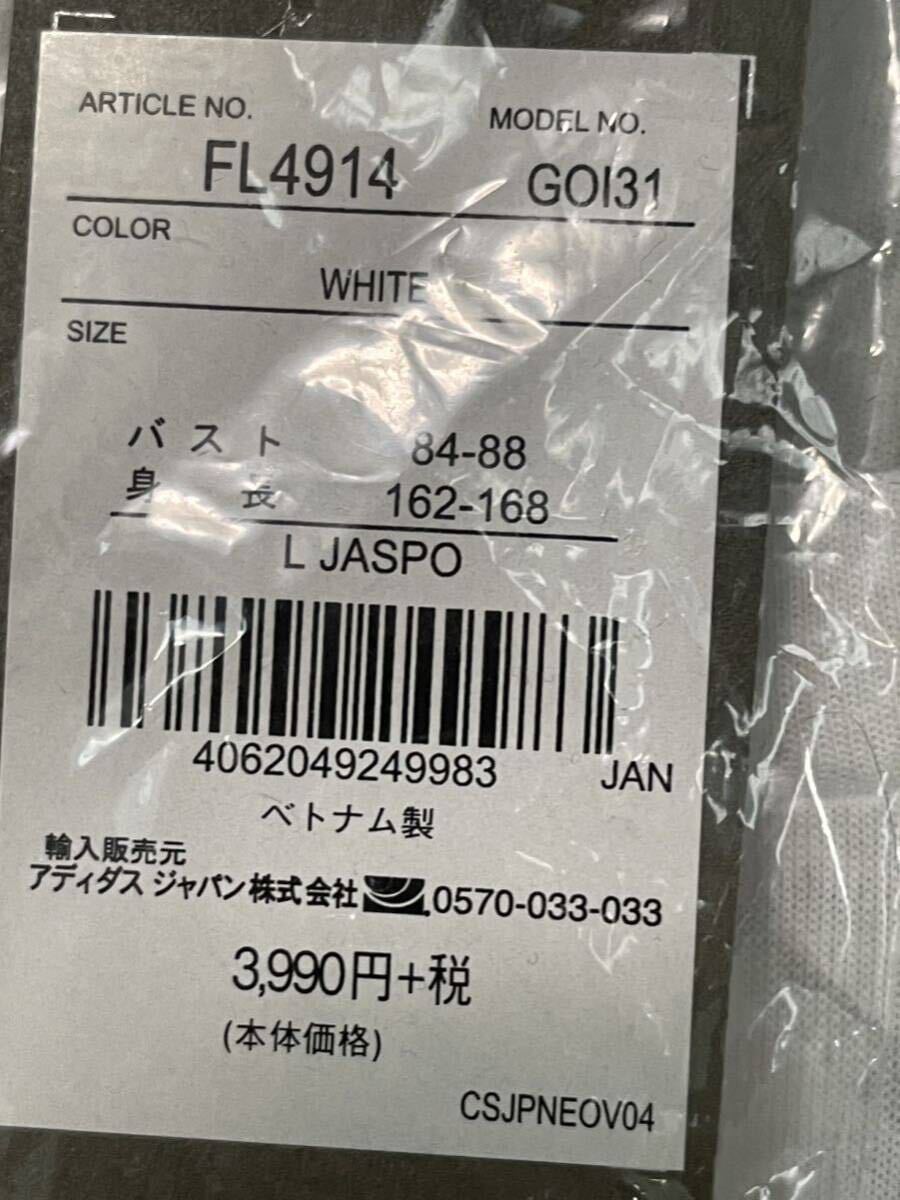 ARTICLE NO. MODEL NO.
FL4914 GOI31
COLOR
WHITE
SIZE
バスト 84-88
身長 162-168
L JASPO
4062049249983 JAN
ベトナム製
輸入販売元
アディダス ジャパン株式会社 0570-033-033
3,990円+税
(本体価格)
CSJPNEOV04